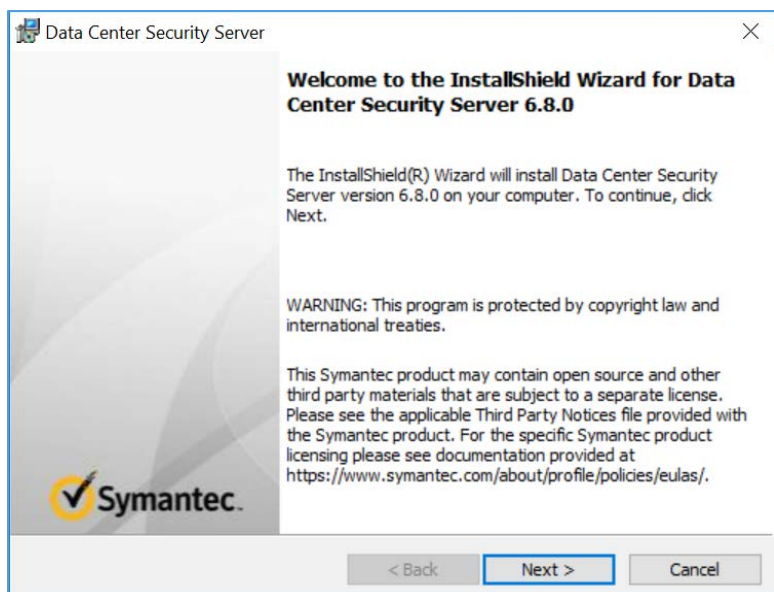 Data Center Security Server
Welcome to the InstallShield Wizard for Data
Center Security Server 6.8.0
The InstallShield(R) Wizard will install Data Center Security
Server version 6.8.0 on your computer. To continue, click
Next.
WARNING: This program is protected by copyright law and
international treaties.
This Symantec product may contain open source and other
third party materials that are subject to a separate license.
Please see the applicable Third Party Notices file provided with
the Symantec product. For the specific Symantec product
licensing please see documentation provided at
https://www.symantec.com/about/profile/policies/eulas/.
Symantec.
< Back
Next >
Cancel